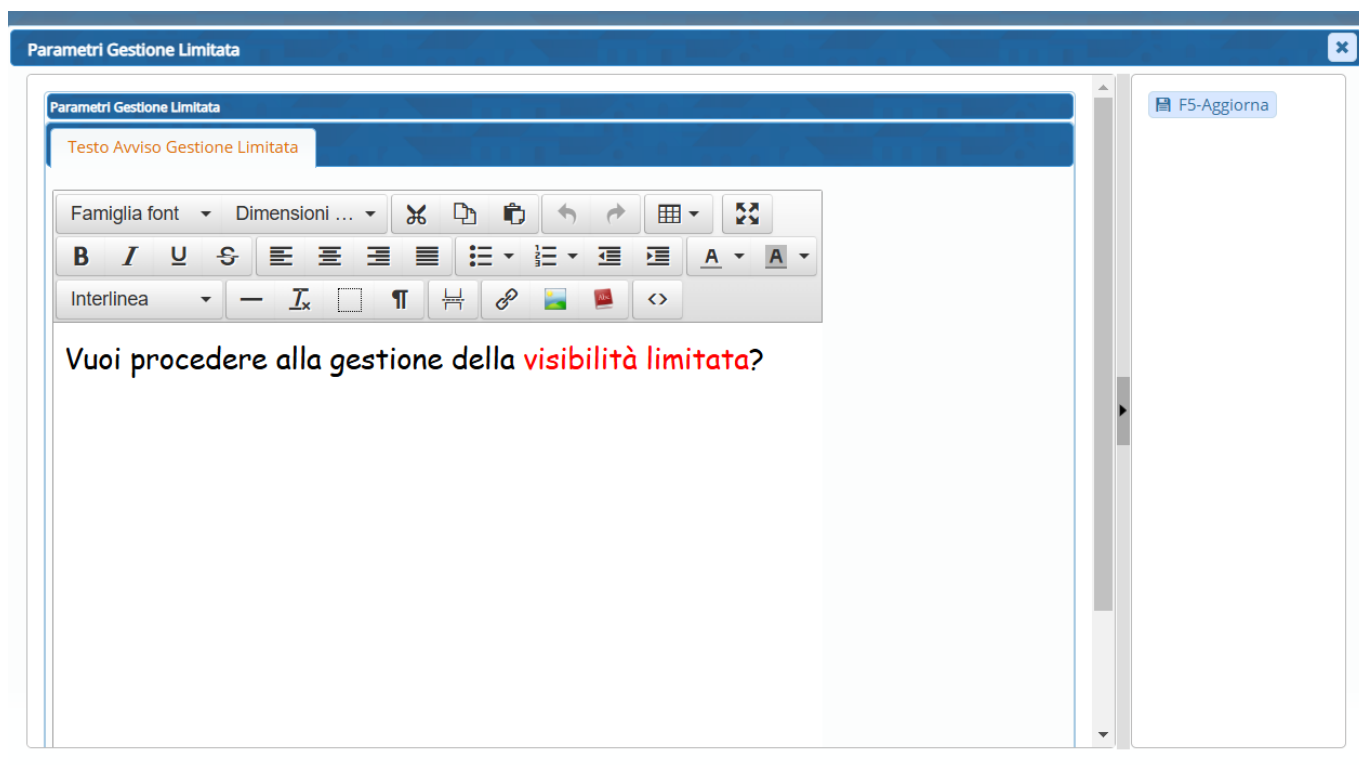 Parametri Gestione Limitata
F5-Aggiorna
Parametri Gestione Limitata
Testo Avviso Gestione Limitata
Famiglia font Dimensioni ...
B I U S A A
Interlinea
Vuoi procedere alla gestione della visibilità limitata?